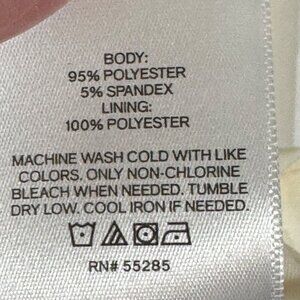 BODY:
95% POLYESTER
5% SPANDEX
LINING:
100% POLYESTER
MACHINE WASH COLD WITH LIKE
COLORS. ONLY NON-CHLORINE
BLEACH WHEN NEEDED. TUMBLE
DRY LOW. COOL IRON IF NEEDED.
RN# 55285